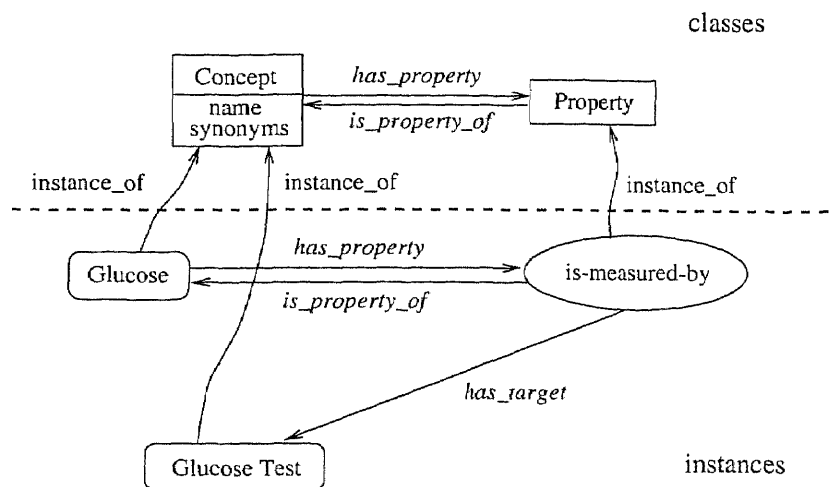 classes
Concept
has_property
name
Property
synonyms
is_property_of
instance_of
instance_of
instance_of
has_property
Glucose
is-measured-by
is_property_of
has_target
Glucose Test
instances